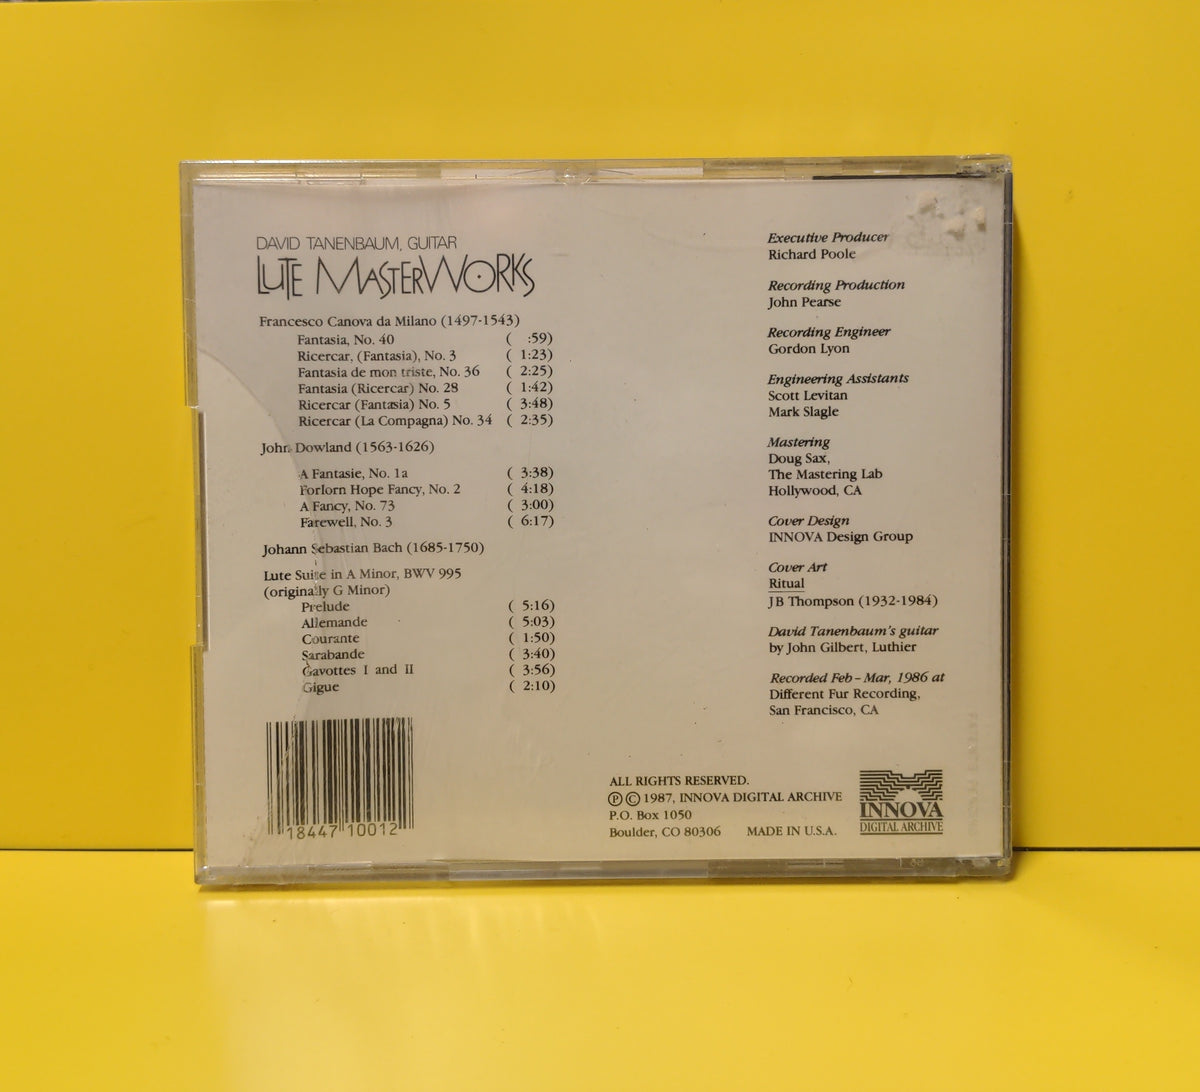 DAVID TANENBAUM, GUITAR
LUTE MASTERWORKS
Francesco Canova da Milano (1497-1543)
Fantasia, No. 40 ( :59)
Ricercar, (Fantasia), No. 3 ( 1:23)
Fantasia de mon triste, No. 36 ( 2:25)
Fantasia (Ricercar) No. 28 ( 1:42)
Ricercar (Fantasia) No. 5 ( 3:48)
Ricercar (La Compagna) No. 34 ( 2:35)
John Dowland (1563-1626)
A Fantasie, No. 1a ( 3:38)
Forlorn Hope Fancy, No. 2 ( 4:18)
A Fancy, No. 73 ( 3:00)
Farewell, No. 3 ( 6:17)
Johann Sebastian Bach (1685-1750)
Lute Suite in A Minor, BWV 995
(originally G Minor)
Prelude ( 5:16)
Allemande ( 5:03)
Courante ( 1:50)
Sarabande ( 3:40)
Gavottes I and II ( 3:56)
Gigue ( 2:10)
18447 10012
Executive Producer
Richard Poole
Recording Production
John Pearse
Recording Engineer
Gordon Lyon
Engineering Assistants
Scott Levitan
Mark Slagle
Mastering
Doug Sax,
The Mastering Lab
Hollywood, CA
Cover Design
INNOVA Design Group
Cover Art
Ritual
JB Thompson (1932-1984)
David Tanenbaum's guitar
by John Gilbert, Luthier
Recorded Feb – Mar, 1986 at
Different Fur Recording,
San Francisco, CA
ALL RIGHTS RESERVED.
Ⓟ © 1987, INNOVA DIGITAL ARCHIVE
P.O. Box 1050
Boulder, CO 80306 MADE IN U.S.A.
INNOVA
DIGITAL ARCHIVE